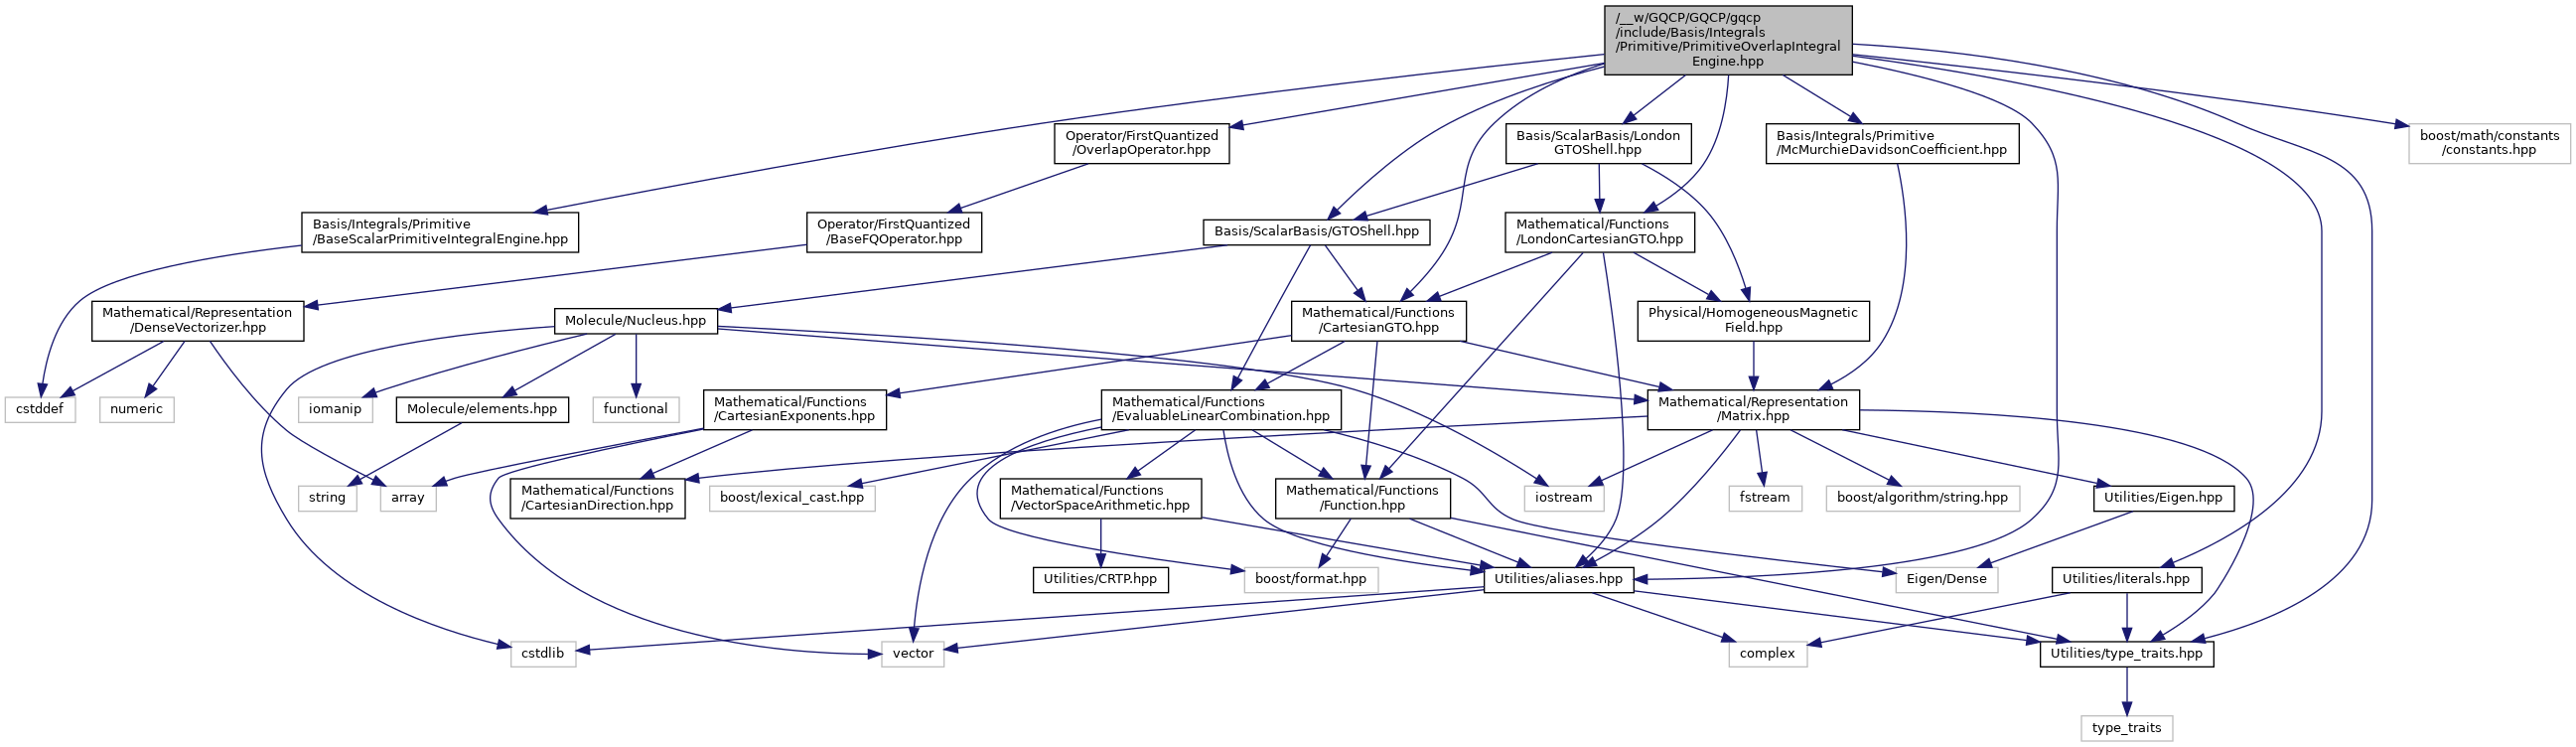 /__w/GQCP/GQCP/gqcp
/include/Basis/Integrals
/Primitive/PrimitiveOverlapIntegral
Engine.hpp
Operator/FirstQuantized
/OverlapOperator.hpp
Basis/ScalarBasis/London
GTOShell.hpp
Basis/Integrals/Primitive
/McMurchieDavidsonCoefficient.hpp
boost/math/constants
/constants.hpp
Basis/Integrals/Primitive
/BaseScalarPrimitiveIntegralEngine.hpp
Operator/FirstQuantized
/BaseFQOperator.hpp
Basis/ScalarBasis/GTOShell.hpp
Mathematical/Functions
/LondonCartesianGTO.hpp
Mathematical/Representation
/DenseVectorizer.hpp
Molecule/Nucleus.hpp
Mathematical/Functions
/CartesianGTO.hpp
Physical/HomogeneousMagnetic
Field.hpp
cstddef
numeric
iomanip
Molecule/elements.hpp
functional
Mathematical/Functions
/CartesianExponents.hpp
Mathematical/Functions
/EvaluableLinearCombination.hpp
Mathematical/Representation
/Matrix.hpp
string
array
Mathematical/Functions
/CartesianDirection.hpp
boost/lexical_cast.hpp
Mathematical/Functions
/VectorSpaceArithmetic.hpp
Mathematical/Functions
/Function.hpp
iostream
fstream
boost/algorithm/string.hpp
Utilities/Eigen.hpp
Utilities/CRTP.hpp
boost/format.hpp
Utilities/aliases.hpp
Eigen/Dense
Utilities/literals.hpp
cstdlib
vector
complex
Utilities/type_traits.hpp
type_traits